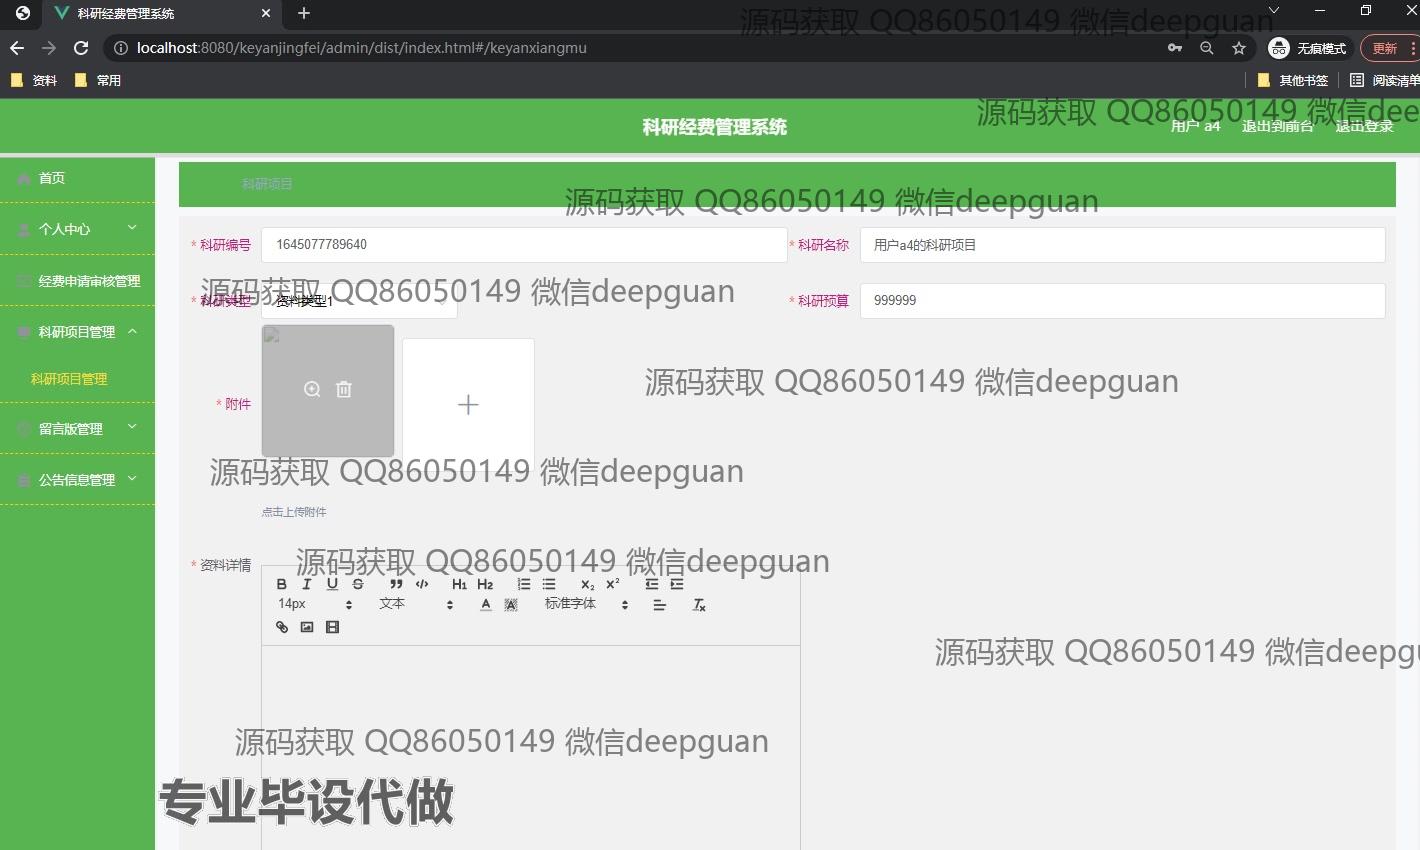 科研经费管理系统
源码获取 QQ86050149 微信deepguan
localhost:8080/keyanjingfei/admin/dist/index.html#/keyanxiangmu
无痕模式
更新
资料
常用
其他书签
阅读清单
源码获取 QQ86050149 微信dee
科研经费管理系统
用户 a4
退出到前台
退出登录
首页
科研项目
源码获取 QQ86050149 微信deepguan
个人中心
* 科研编号
1645077789640
* 科研名称
用户a4的科研项目
经费申请审核管理
源码获取 QQ86050149 微信deepguan
* 科研类型
资料类型1
* 科研预算
999999
科研项目管理
科研项目管理
源码获取 QQ86050149 微信deepguan
* 附件
留言版管理
源码获取 QQ86050149 微信deepguan
公告信息管理
点击上传附件
源码获取 QQ86050149 微信deepguan
* 资料详情
B I U S H1 H2 X2 X2
14px
文本
A A
标准字体
Tx
源码获取 QQ86050149 微信deepgu
源码获取 QQ86050149 微信deepguan
专业毕设代做